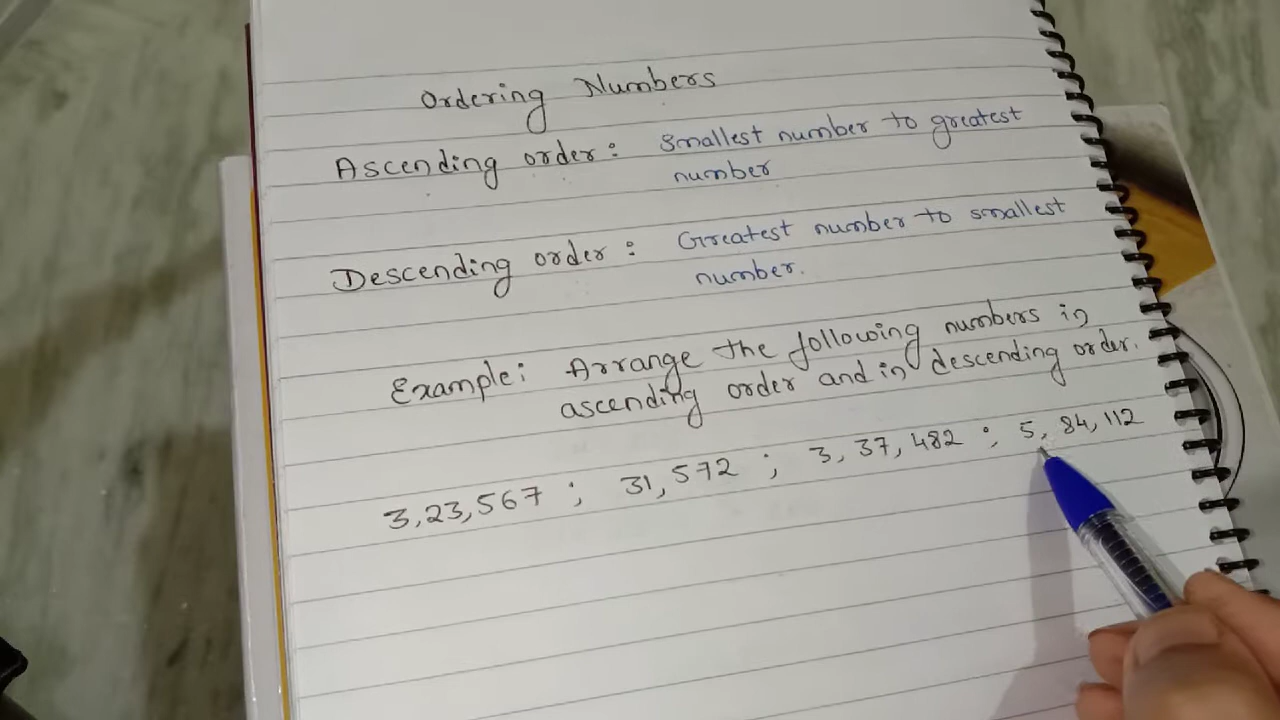 Ordering Numbers
Ascending order: Smallest number to greatest
number
Descending order: Greatest number to smallest
number.
Example: Arrange the following numbers in
ascending order and in descending order.
3,23,567 ; 31,572 ; 3,37,482 ; 5,84,112